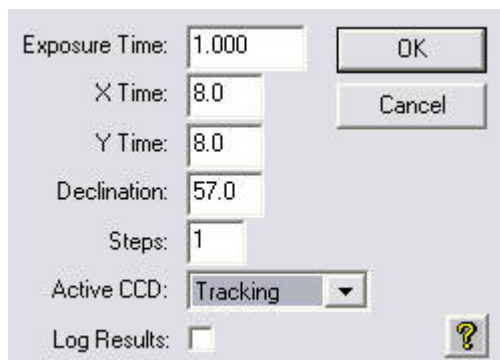 Exposure Time: 1.000 OK
X Time: 8.0 Cancel
Y Time: 8.0
Declination: 57.0
Steps: 1
Active CCD: Tracking
Log Results:
?